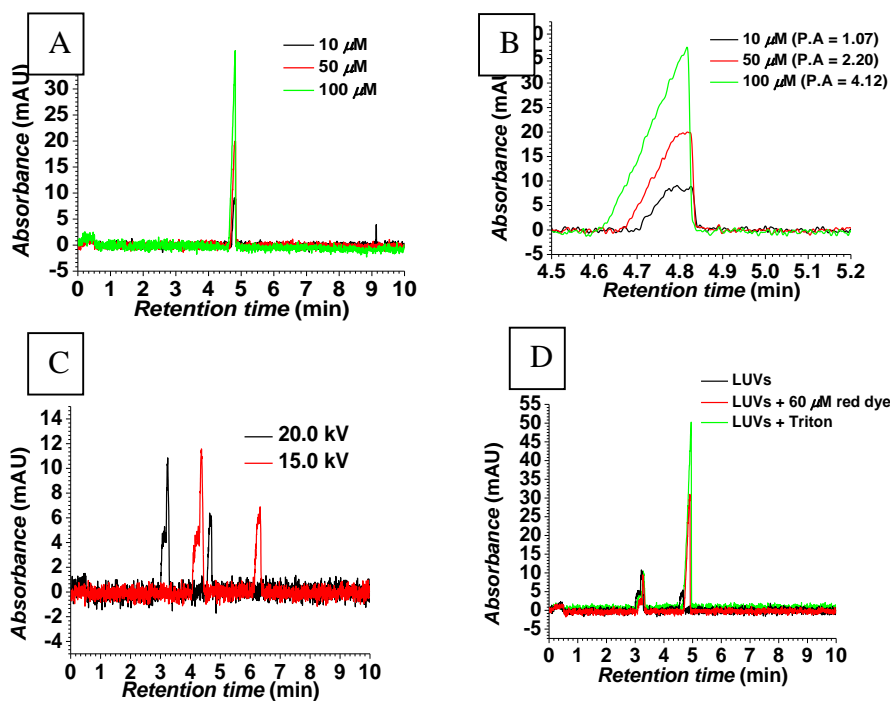 A
10 μM
50 μM
100 μM
Absorbance (mAU)
30
25
20
15
10
5
0
-5
0 1 2 3 4 5 6 7 8 9 10
Retention time (min)
B
10 μM (P.A = 1.07)
50 μM (P.A = 2.20)
100 μM (P.A = 4.12)
Absorbance (mAU)
30
25
20
15
10
5
0
-5
4.5 4.6 4.7 4.8 4.9 5.0 5.1 5.2
Retention time (min)
C
20.0 kV
15.0 kV
Absorbance (mAU)
14
12
10
8
6
4
2
0
-2
-4
0 1 2 3 4 5 6 7 8 9 10
Retention time (min)
D
LUVs
LUVs + 60 μM red dye
LUVs + Triton
Absorbance (mAU)
55
50
45
40
35
30
25
20
15
10
5
0
-5
0 1 2 3 4 5 6 7 8 9 10
Retention time (min)